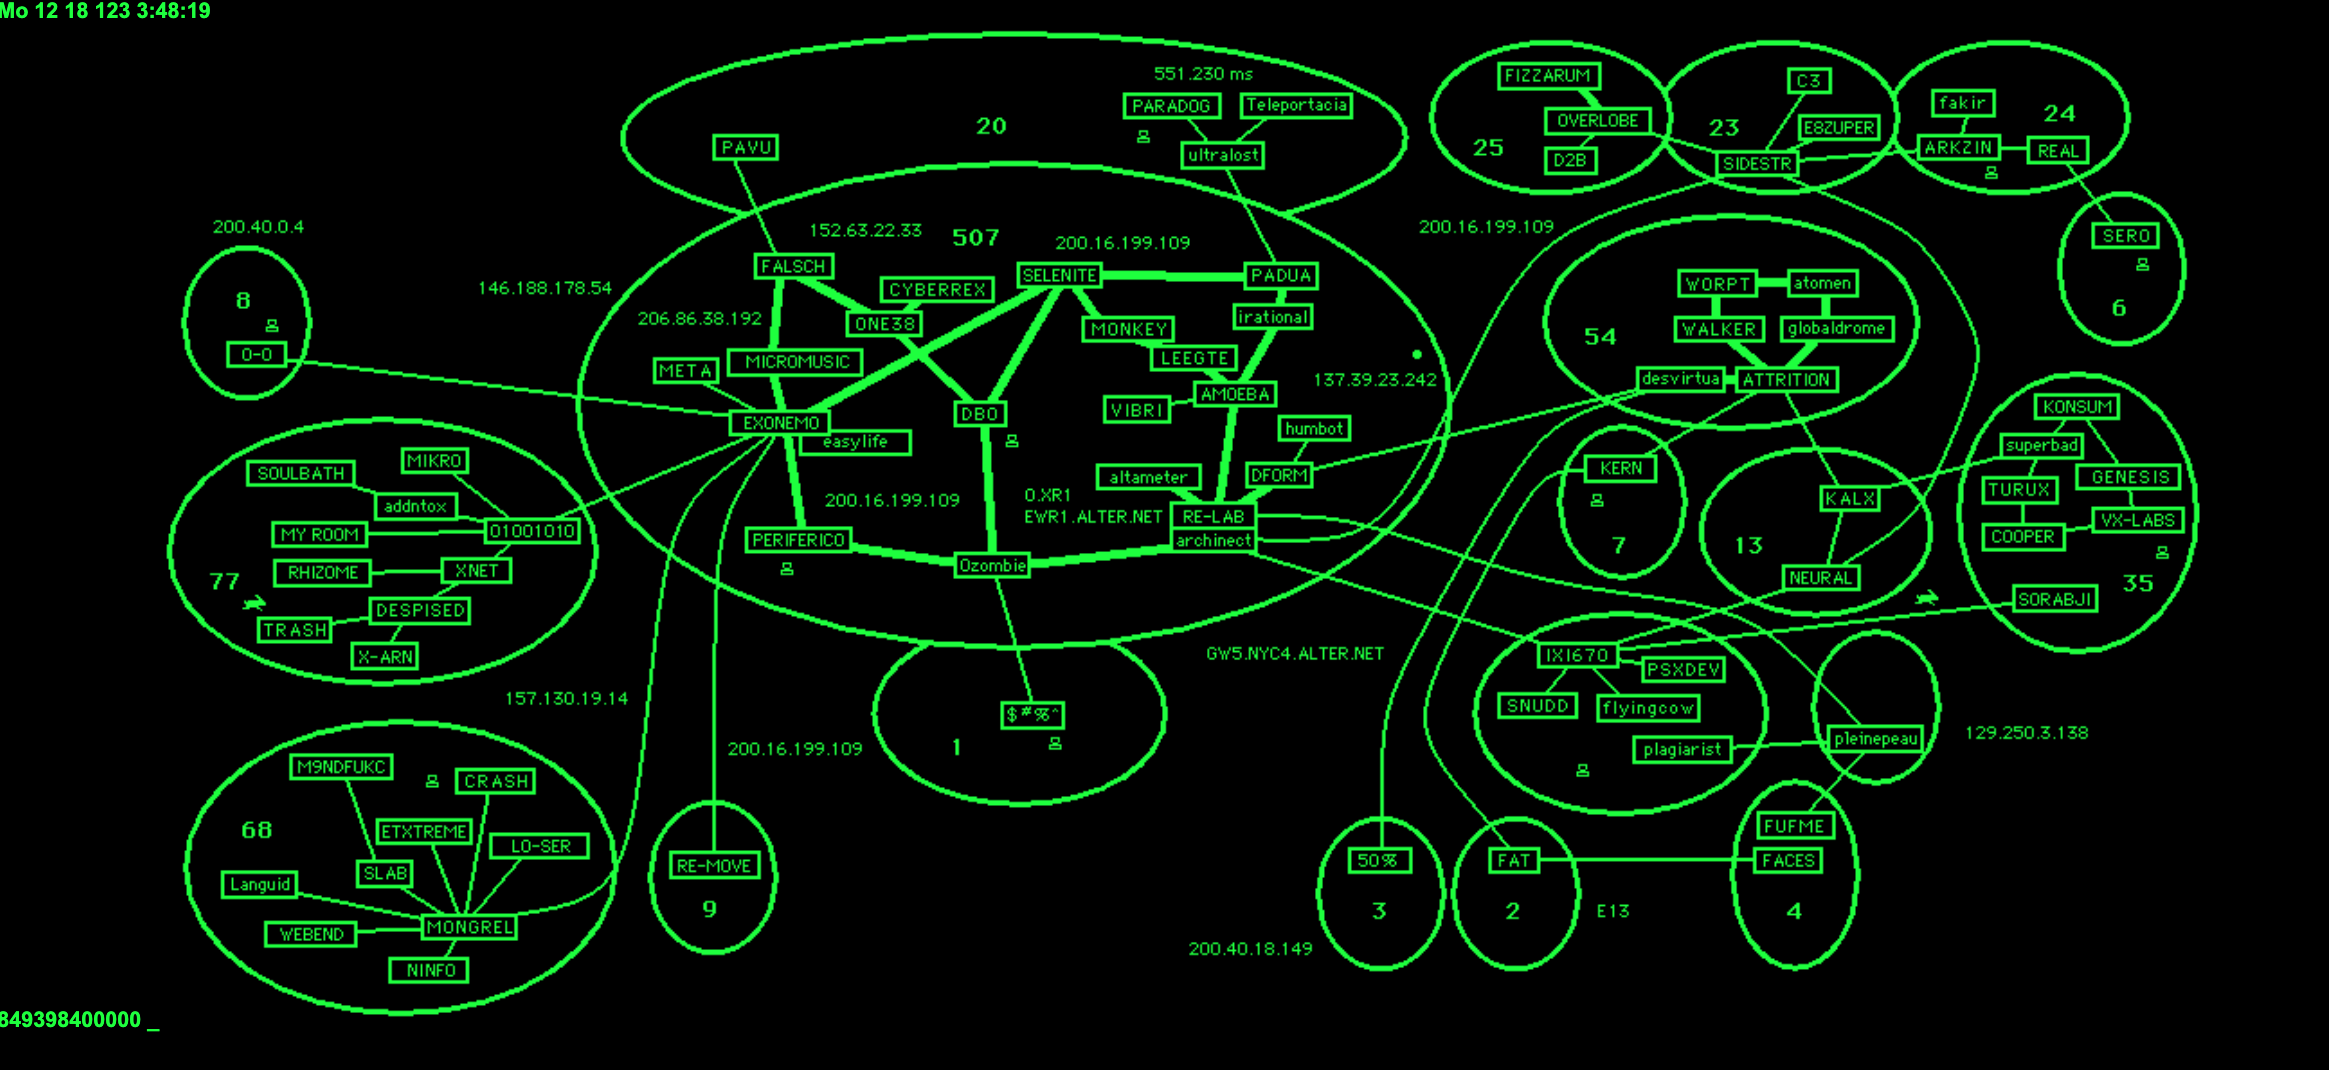 Mo 12 18 123 3:48:19
551.230 ms
PARADOG
Teleportacia
20
PAVU
ultralost
FIZZARUM
OVERLOBE
25
D2B
C3
23
E8ZUPER
SIDESTR
fakir
24
ARKZIN
REAL
SERO
6
200.40.0.4
8
0-0
146.188.178.54
152.63.22.33
507
200.16.199.109
FALSCH
CYBERREX
SELENITE
PADUA
206.86.38.192
ONE38
MONKEY
irational
META
MICROMUSIC
LEEGTE
137.39.23.242
AMOEBA
EXONEMO
easylife
DBO
VIBRI
humbot
altameter
DFORM
200.16.199.109
0.XR1
EWR1.ALTER.NET
RE-LAB
PERIFERICO
archinect
Ozombie
200.16.199.109
WORPT
atomen
54
WALKER
globaldrome
desvirtua
ATTRITION
KERN
7
KALX
13
NEURAL
KONSUM
superbad
TURUX
GENESIS
COOPER
VX-LABS
35
SORABJI
SOULBATH
MIKRO
addntox
MY ROOM
01001010
RHIZOME
XNET
77
DESPISED
TRASH
X-ARN
157.130.19.14
GW5.NYC4.ALTER.NET
$#%^
1
200.16.199.109
IXI670
PSXDEV
SNUDD
flyingcow
plagiarist
pleinepeau
129.250.3.138
M9NDFUKC
CRASH
68
ETXTREME
LO-SER
SLAB
Languid
WEBEND
MONGREL
NINFO
RE-MOVE
9
50%
3
FAT
2
E13
FUFME
FACES
4
200.40.18.149
849398400000 _